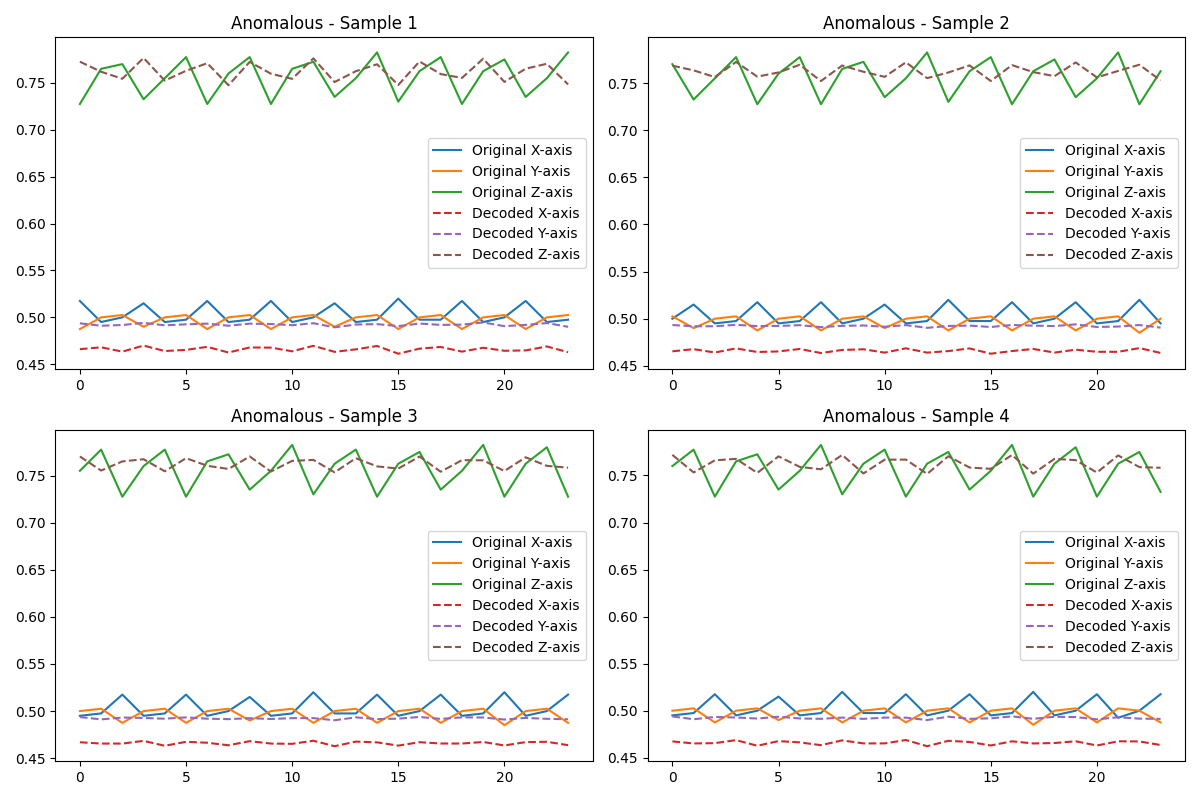 Anomalous - Sample 1
0.75
0.70
0.65
0.60
0.55
0.50
0.45
0
5
10
15
20
Original X-axis
Original Y-axis
Original Z-axis
Decoded X-axis
Decoded Y-axis
Decoded Z-axis
Anomalous - Sample 2
0.75
0.70
0.65
0.60
0.55
0.50
0.45
0
5
10
15
20
Original X-axis
Original Y-axis
Original Z-axis
Decoded X-axis
Decoded Y-axis
Decoded Z-axis
Anomalous - Sample 3
0.75
0.70
0.65
0.60
0.55
0.50
0.45
0
5
10
15
20
Original X-axis
Original Y-axis
Original Z-axis
Decoded X-axis
Decoded Y-axis
Decoded Z-axis
Anomalous - Sample 4
0.75
0.70
0.65
0.60
0.55
0.50
0.45
0
5
10
15
20
Original X-axis
Original Y-axis
Original Z-axis
Decoded X-axis
Decoded Y-axis
Decoded Z-axis